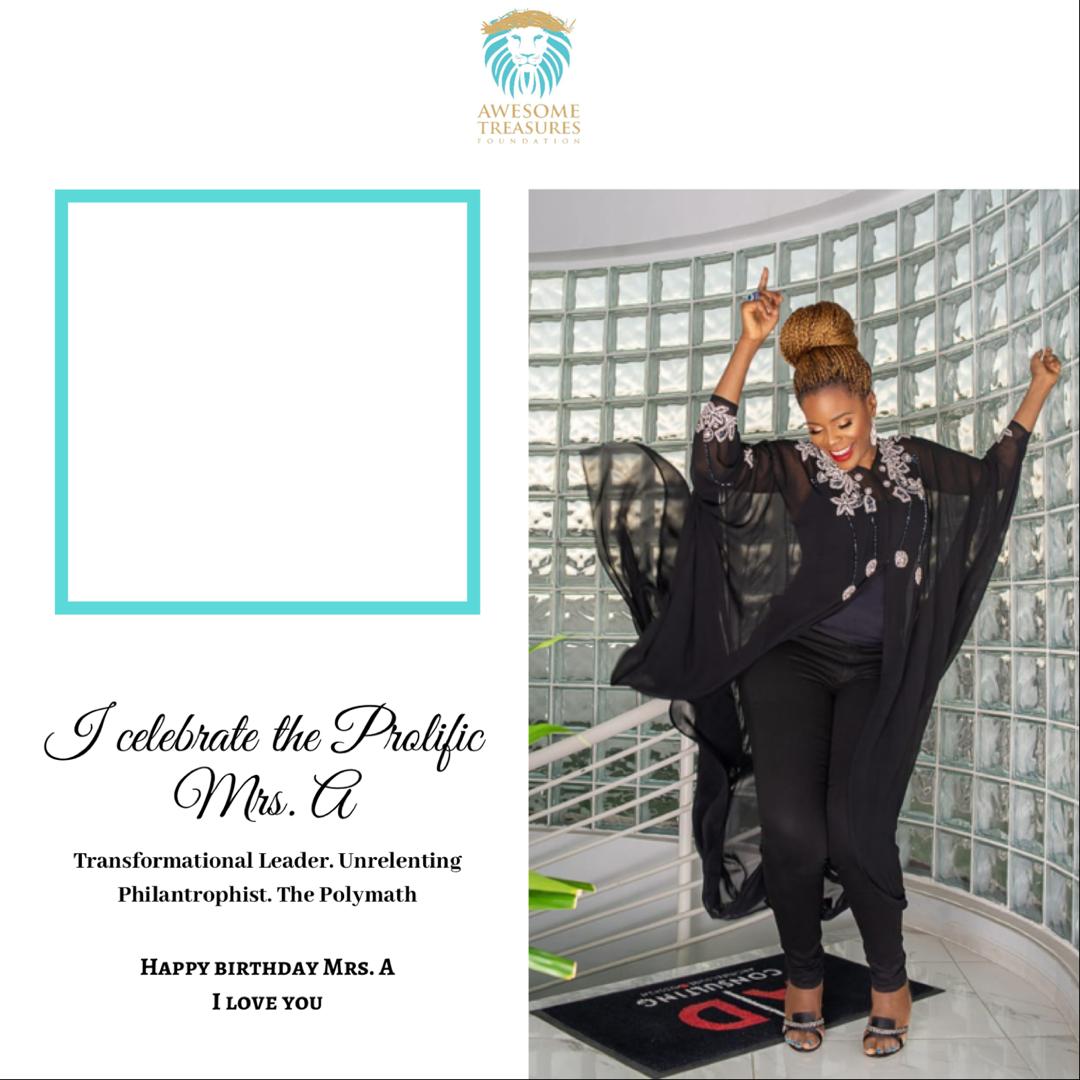 AWESOME
TREASURES
FOUNDATION
I celebrate the Prolific
Mrs. A
Transformational Leader. Unrelenting
Philantrophist. The Polymath
Happy birthday Mrs. A
I love you
CONSULTING